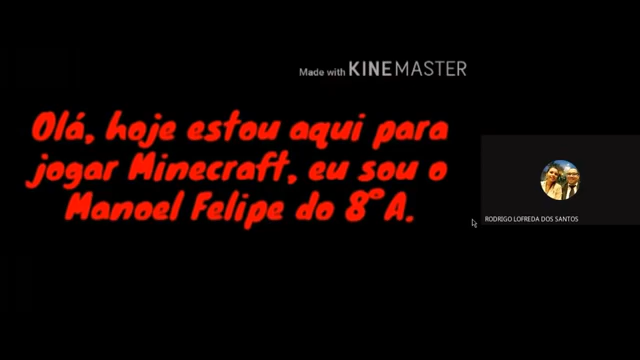 Made with KINEMASTER
Olá, hoje estou aqui para
jogar Minecraft, eu sou o
Manoel Felipe do 8°A.
RODRIGO LOFREDA DOS SANTOS